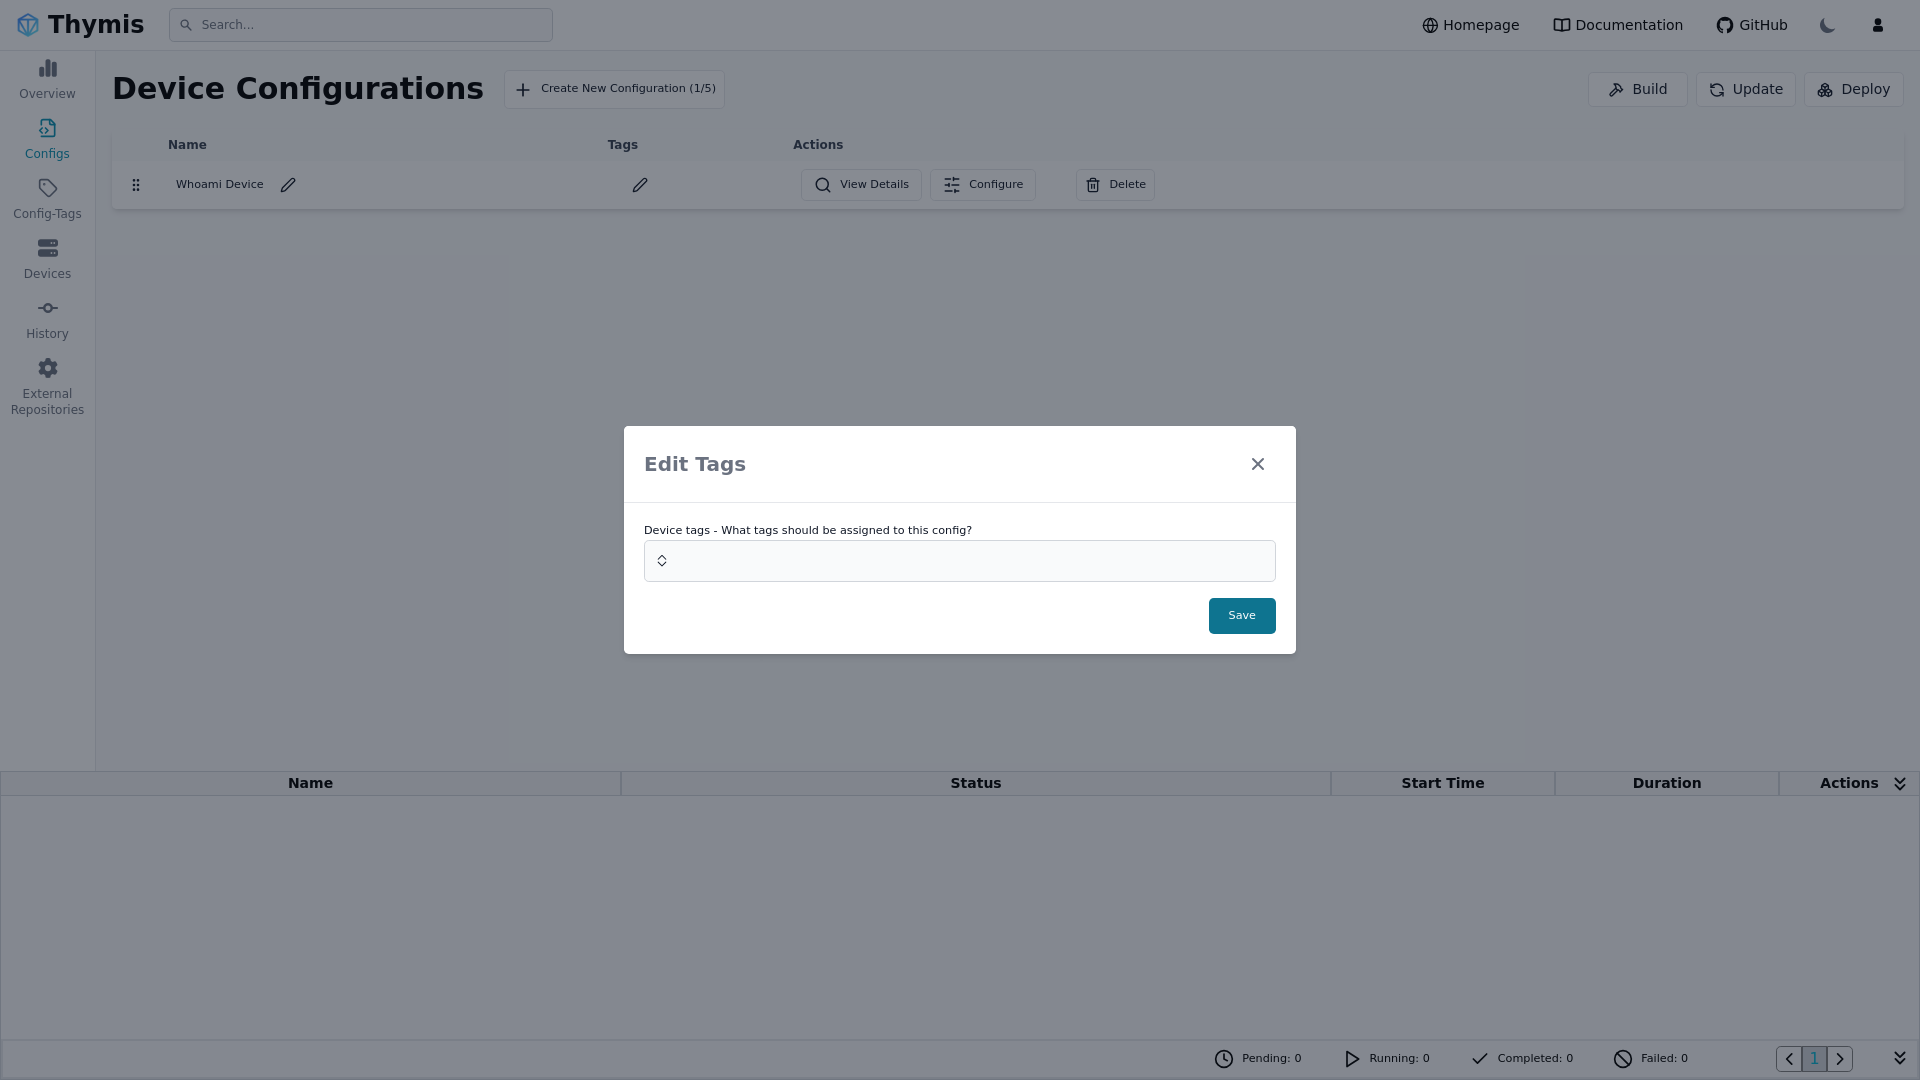 Thymis
Search...
Homepage
Documentation
GitHub
Overview
Configs
Config-Tags
Devices
History
External
Repositories
Device Configurations
Create New Configuration (1/5)
Build
Update
Deploy
Name Tags Actions
Whoami Device
View Details
Configure
Delete
Edit Tags
Device tags - What tags should be assigned to this config?
Save
Name Status Start Time Duration Actions
Pending: 0
Running: 0
Completed: 0
Failed: 0
1